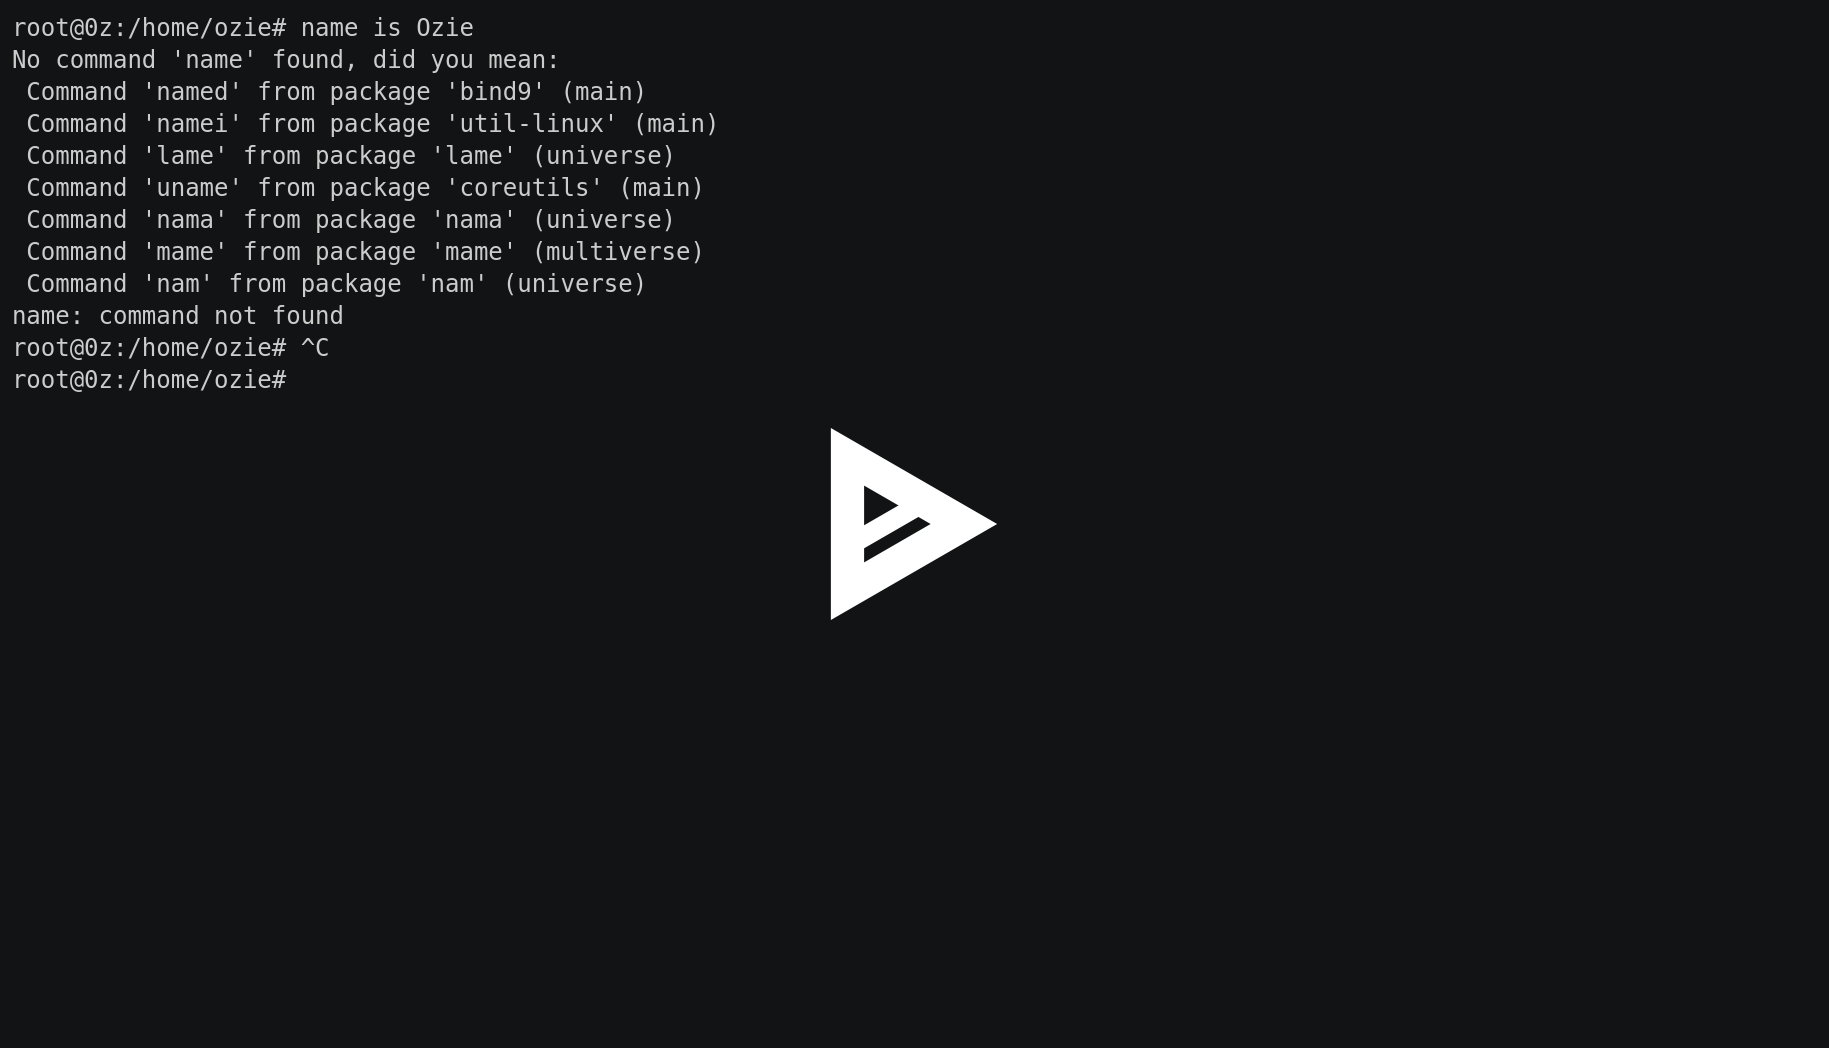 root@0z:/home/ozie# name is Ozie
No command 'name' found, did you mean:
 Command 'named' from package 'bind9' (main)
 Command 'namei' from package 'util-linux' (main)
 Command 'lame' from package 'lame' (universe)
 Command 'uname' from package 'coreutils' (main)
 Command 'nama' from package 'nama' (universe)
 Command 'mame' from package 'mame' (multiverse)
 Command 'nam' from package 'nam' (universe)
name: command not found
root@0z:/home/ozie# ^C
root@0z:/home/ozie#